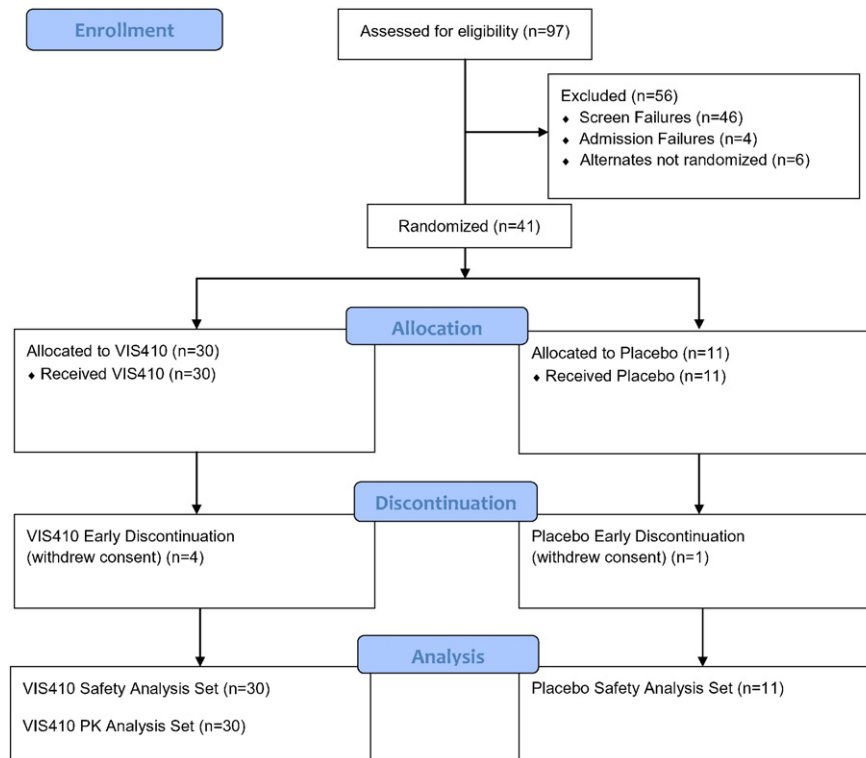 Enrollment
Assessed for eligibility (n=97)
Excluded (n=56)
⬧ Screen Failures (n=46)
⬧ Admission Failures (n=4)
⬧ Alternates not randomized (n=6)
Randomized (n=41)
Allocation
Allocated to VIS410 (n=30)
⬧ Received VIS410 (n=30)
Allocated to Placebo (n=11)
⬧ Received Placebo (n=11)
Discontinuation
VIS410 Early Discontinuation
(withdrew consent) (n=4)
Placebo Early Discontinuation
(withdrew consent) (n=1)
Analysis
VIS410 Safety Analysis Set (n=30)
VIS410 PK Analysis Set (n=30)
Placebo Safety Analysis Set (n=11)